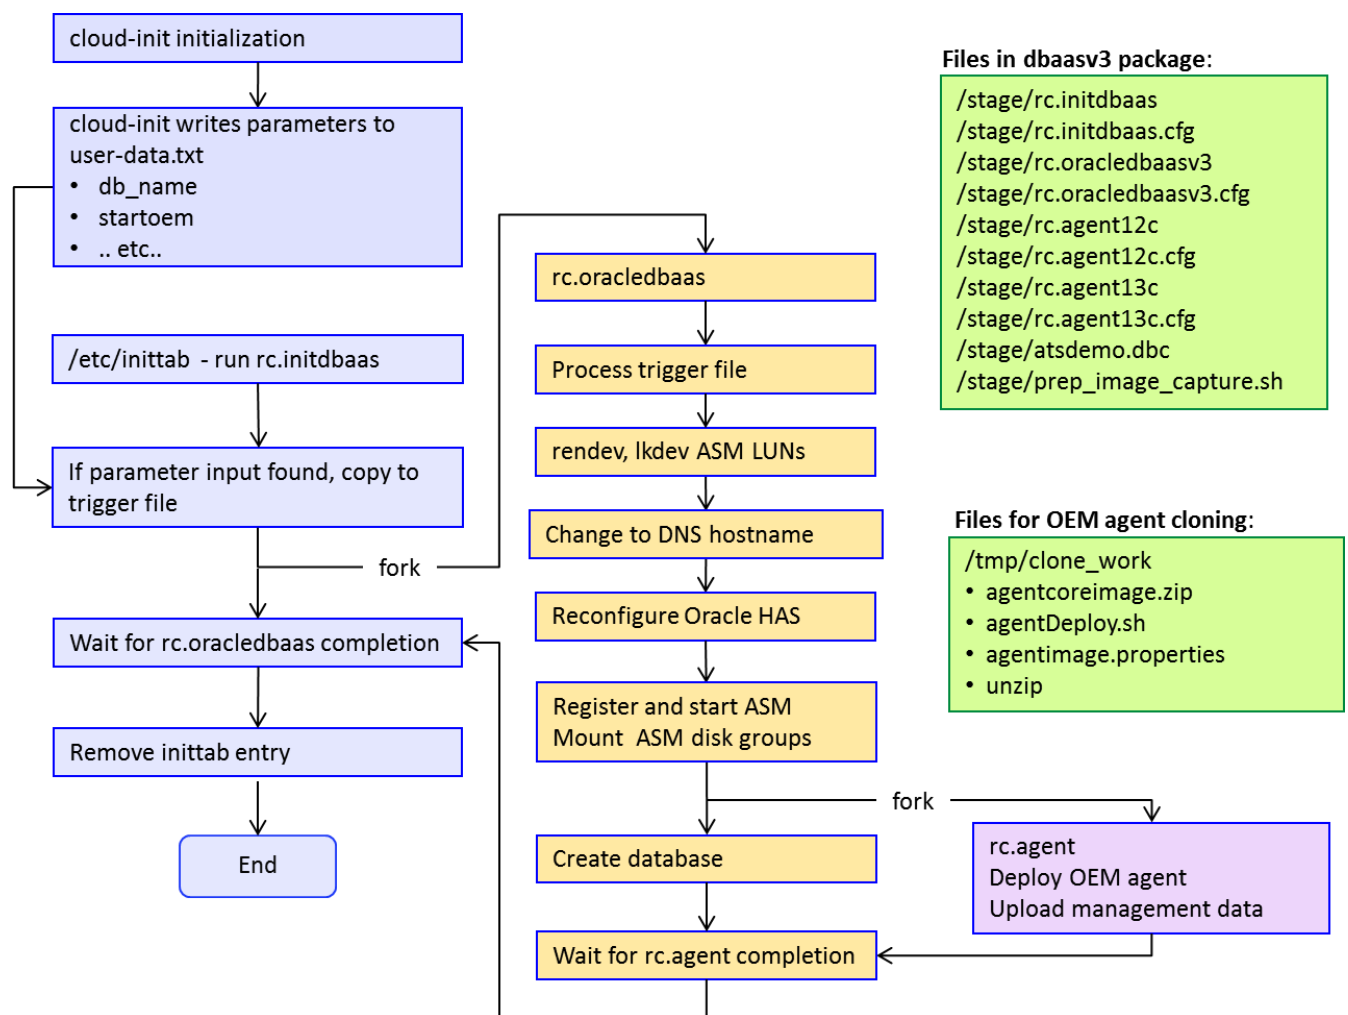 cloud-init initialization
cloud-init writes parameters to
user-data.txt
• db_name
• startoem
• .. etc..
/etc/inittab - run rc.initdbaas
If parameter input found, copy to
trigger file
fork
Wait for rc.oracledbaas completion
Remove inittab entry
End
rc.oracledbaas
Process trigger file
rendev, lkdev ASM LUNs
Change to DNS hostname
Reconfigure Oracle HAS
Register and start ASM
Mount ASM disk groups
fork
Create database
Wait for rc.agent completion
rc.agent
Deploy OEM agent
Upload management data
Files in dbaasv3 package:
/stage/rc.initdbaas
/stage/rc.initdbaas.cfg
/stage/rc.oracledbaasv3
/stage/rc.oracledbaasv3.cfg
/stage/rc.agent12c
/stage/rc.agent12c.cfg
/stage/rc.agent13c
/stage/rc.agent13c.cfg
/stage/atsdemo.dbc
/stage/prep_image_capture.sh
Files for OEM agent cloning:
/tmp/clone_work
• agentcoreimage.zip
• agentDeploy.sh
• agentimage.properties
• unzip